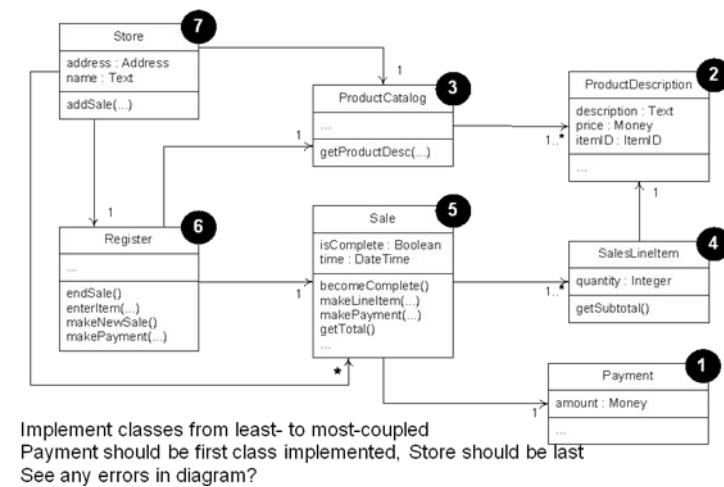 Store
7
address : Address
name : Text
addSale(...)
1
ProductCatalog
3
...
getProductDesc(...)
1
ProductDescription
2
description : Text
price : Money
itemID : ItemID
...
1..*
1
1
Register
6
...
endSale()
enterItem(...)
makeNewSale()
makePayment(...)
1
Sale
5
isComplete : Boolean
time : DateTime
becomeComplete()
makeLineItem(...)
makePayment(...)
getTotal()
...
*
1..*
SalesLineItem
4
quantity : Integer
getSubtotal()
Payment
1
amount : Money
...
1
Implement classes from least- to most-coupled
Payment should be first class implemented, Store should be last
See any errors in diagram?